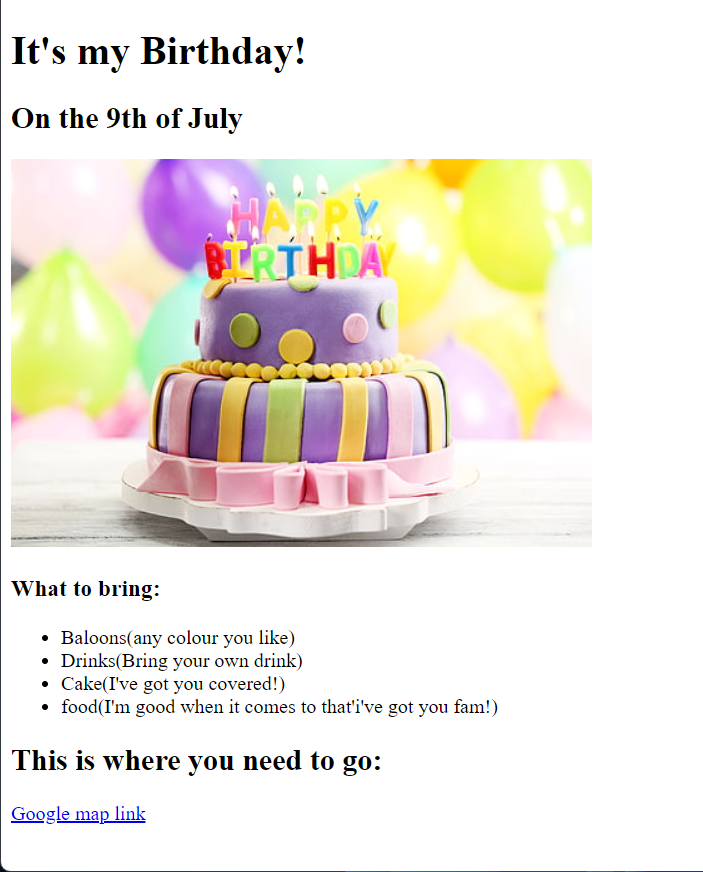 It's my Birthday!
On the 9th of July
HAPPY
BIRTHDAY
What to bring:
Baloons(any colour you like)
Drinks(Bring your own drink)
Cake(I've got you covered!)
food(I'm good when it comes to that'i've got you fam!)
This is where you need to go:
Google map link